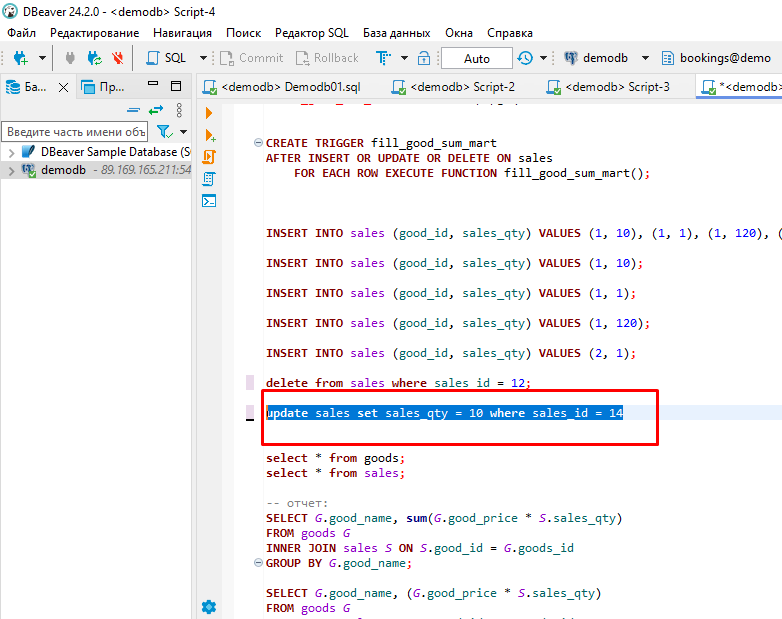 DBeaver 24.2.0 - <demodb> Script-4
Файл Редактирование Навигация Поиск Редактор SQL База данных Окна Справка
SQL Commit Rollback Auto demodb bookings@demo
Ба... Пр... <demodb> Demodb01.sql <demodb> Script-2 <demodb> Script-3 *<demodb>
Введите часть имени объ
DBeaver Sample Database (S
demodb - 89.169.165.211:54
CREATE TRIGGER fill_good_sum_mart
AFTER INSERT OR UPDATE OR DELETE ON sales
FOR EACH ROW EXECUTE FUNCTION fill_good_sum_mart();
INSERT INTO sales (good_id, sales_qty) VALUES (1, 10), (1, 1), (1, 120), (
INSERT INTO sales (good_id, sales_qty) VALUES (1, 10);
INSERT INTO sales (good_id, sales_qty) VALUES (1, 1);
INSERT INTO sales (good_id, sales_qty) VALUES (1, 120);
INSERT INTO sales (good_id, sales_qty) VALUES (2, 1);
delete from sales where sales_id = 12;
update sales set sales_qty = 10 where sales_id = 14
select * from goods;
select * from sales;
-- отчет:
SELECT G.good_name, sum(G.good_price * S.sales_qty)
FROM goods G
INNER JOIN sales S ON S.good_id = G.goods_id
GROUP BY G.good_name;
SELECT G.good_name, (G.good_price * S.sales_qty)
FROM goods G